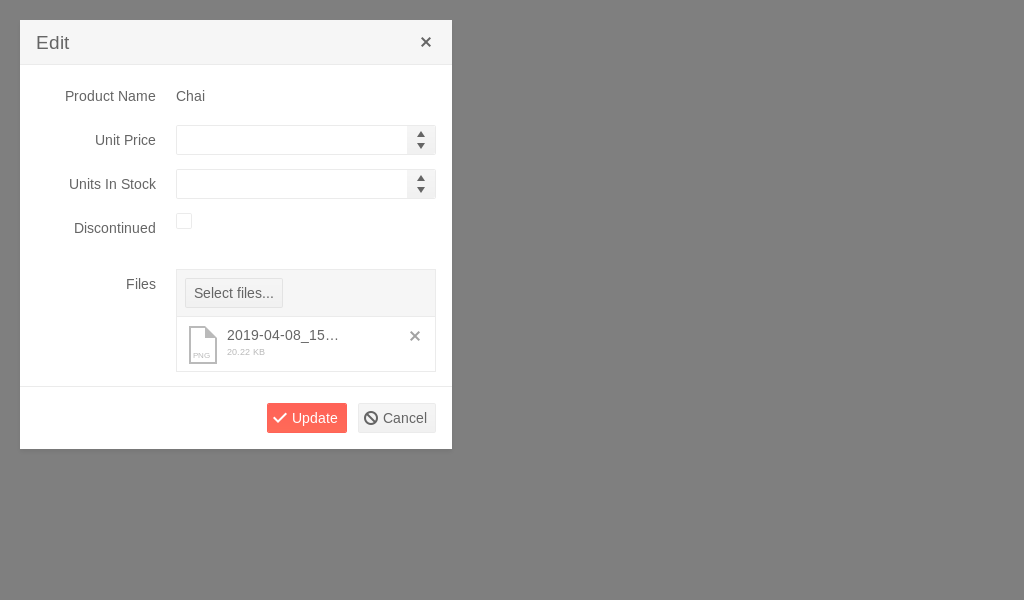 Edit
Product Name Chai
Unit Price
Units In Stock
Discontinued
Files
Select files...
2019-04-08_15…
PNG
20.22 KB
Update Cancel